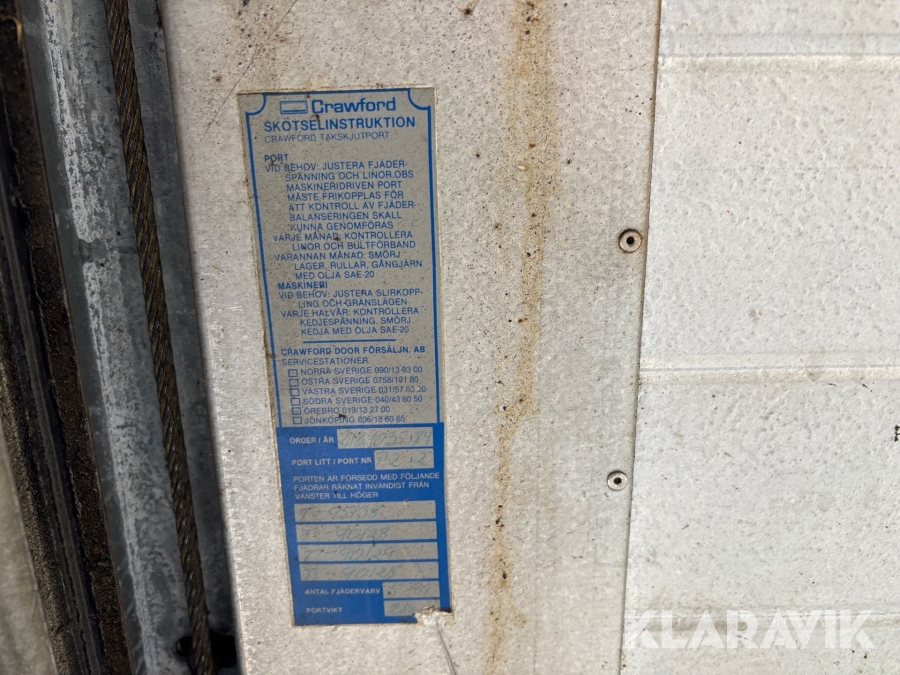 Crawford
SKÖTSELINSTRUKTION
CRAWFORD TAKSKJUTPORT
PORT
VID BEHOV: JUSTERA FJÄDER-
SPÄNNING OCH LINOR.OBS
MASKINERIDRIVEN PORT
MÅSTE FRIKOPPLAS FÖR
ATT KONTROLL AV FJÄDER-
BALANSERINGEN SKALL
KUNNA GENOMFÖRAS
VARJE MÅNAD: KONTROLLERA
LINOR OCH BULTFÖRBAND
VARANNAN MÅNAD: SMÖRJ
LAGER, RULLAR, GÅNGJÄRN
MED OLJA SAE-20
MASKINERI
VID BEHOV: JUSTERA SLIRKOPP-
LING OCH GRÄNSLÄGEN
VARJE HALVÅR: KONTROLLERA
KEDJESPÄNNING, SMÖRJ
KEDJA MED OLJA SAE-20
CRAWFORD DOOR FÖRSÄLJN. AB
SERVICESTATIONER
NORRA SVERIGE 090/13 93 00
ÖSTRA SVERIGE 0758/101 80
VÄSTRA SVERIGE 031/57 03 20
SÖDRA SVERIGE 040/43 60 50
ÖREBRO 019/13 27 00
JÖNKÖPING 036/18 60 65
ORDER / ÅR
PORT LITT / PORT NR
PORTEN ÄR FÖRSEDD MED FÖLJANDE
FJÄDRAR RÄKNAT INVÄNDIGT FRÅN
VÄNSTER TILL HÖGER
ANTAL FJÄDERVARV
PORTVIKT
KLARAVIK